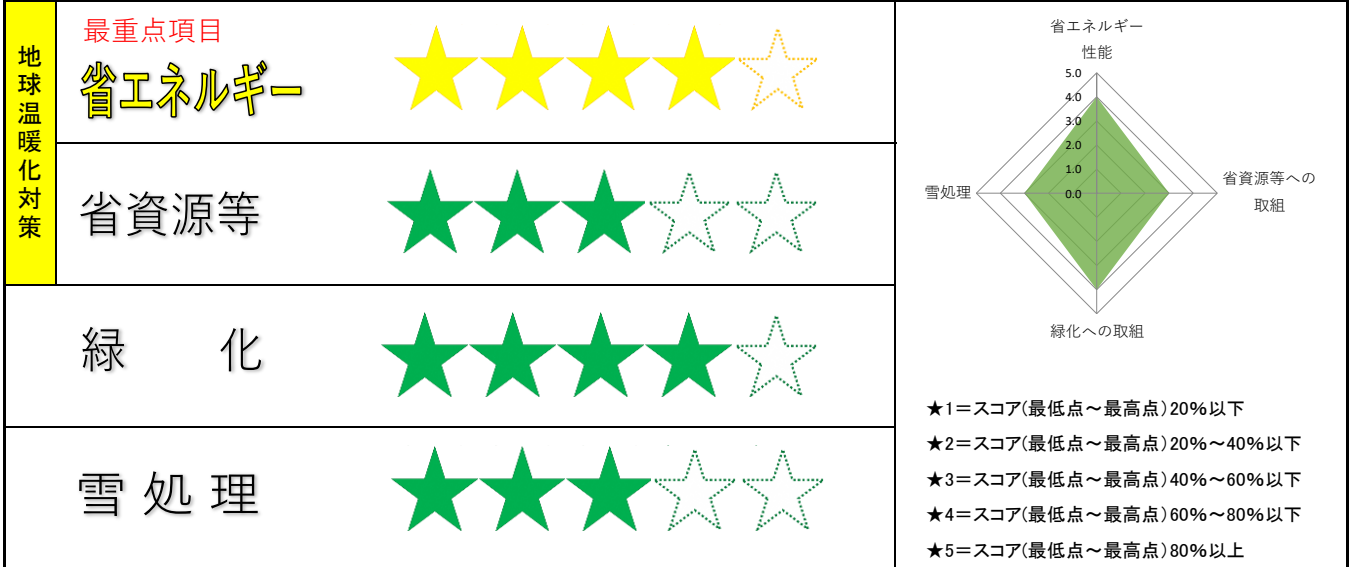 地球温暖化対策
最重点項目
省エネルギー
省資源等
緑 化
雪処理
省エネルギー
性能
5.0
4.0
3.0
2.0
1.0
0.0
雪処理
省資源等への
取組
緑化への取組
★1=スコア(最低点～最高点)20%以下
★2=スコア(最低点～最高点)20%～40%以下
★3=スコア(最低点～最高点)40%～60%以下
★4=スコア(最低点～最高点)60%～80%以下
★5=スコア(最低点～最高点)80%以上